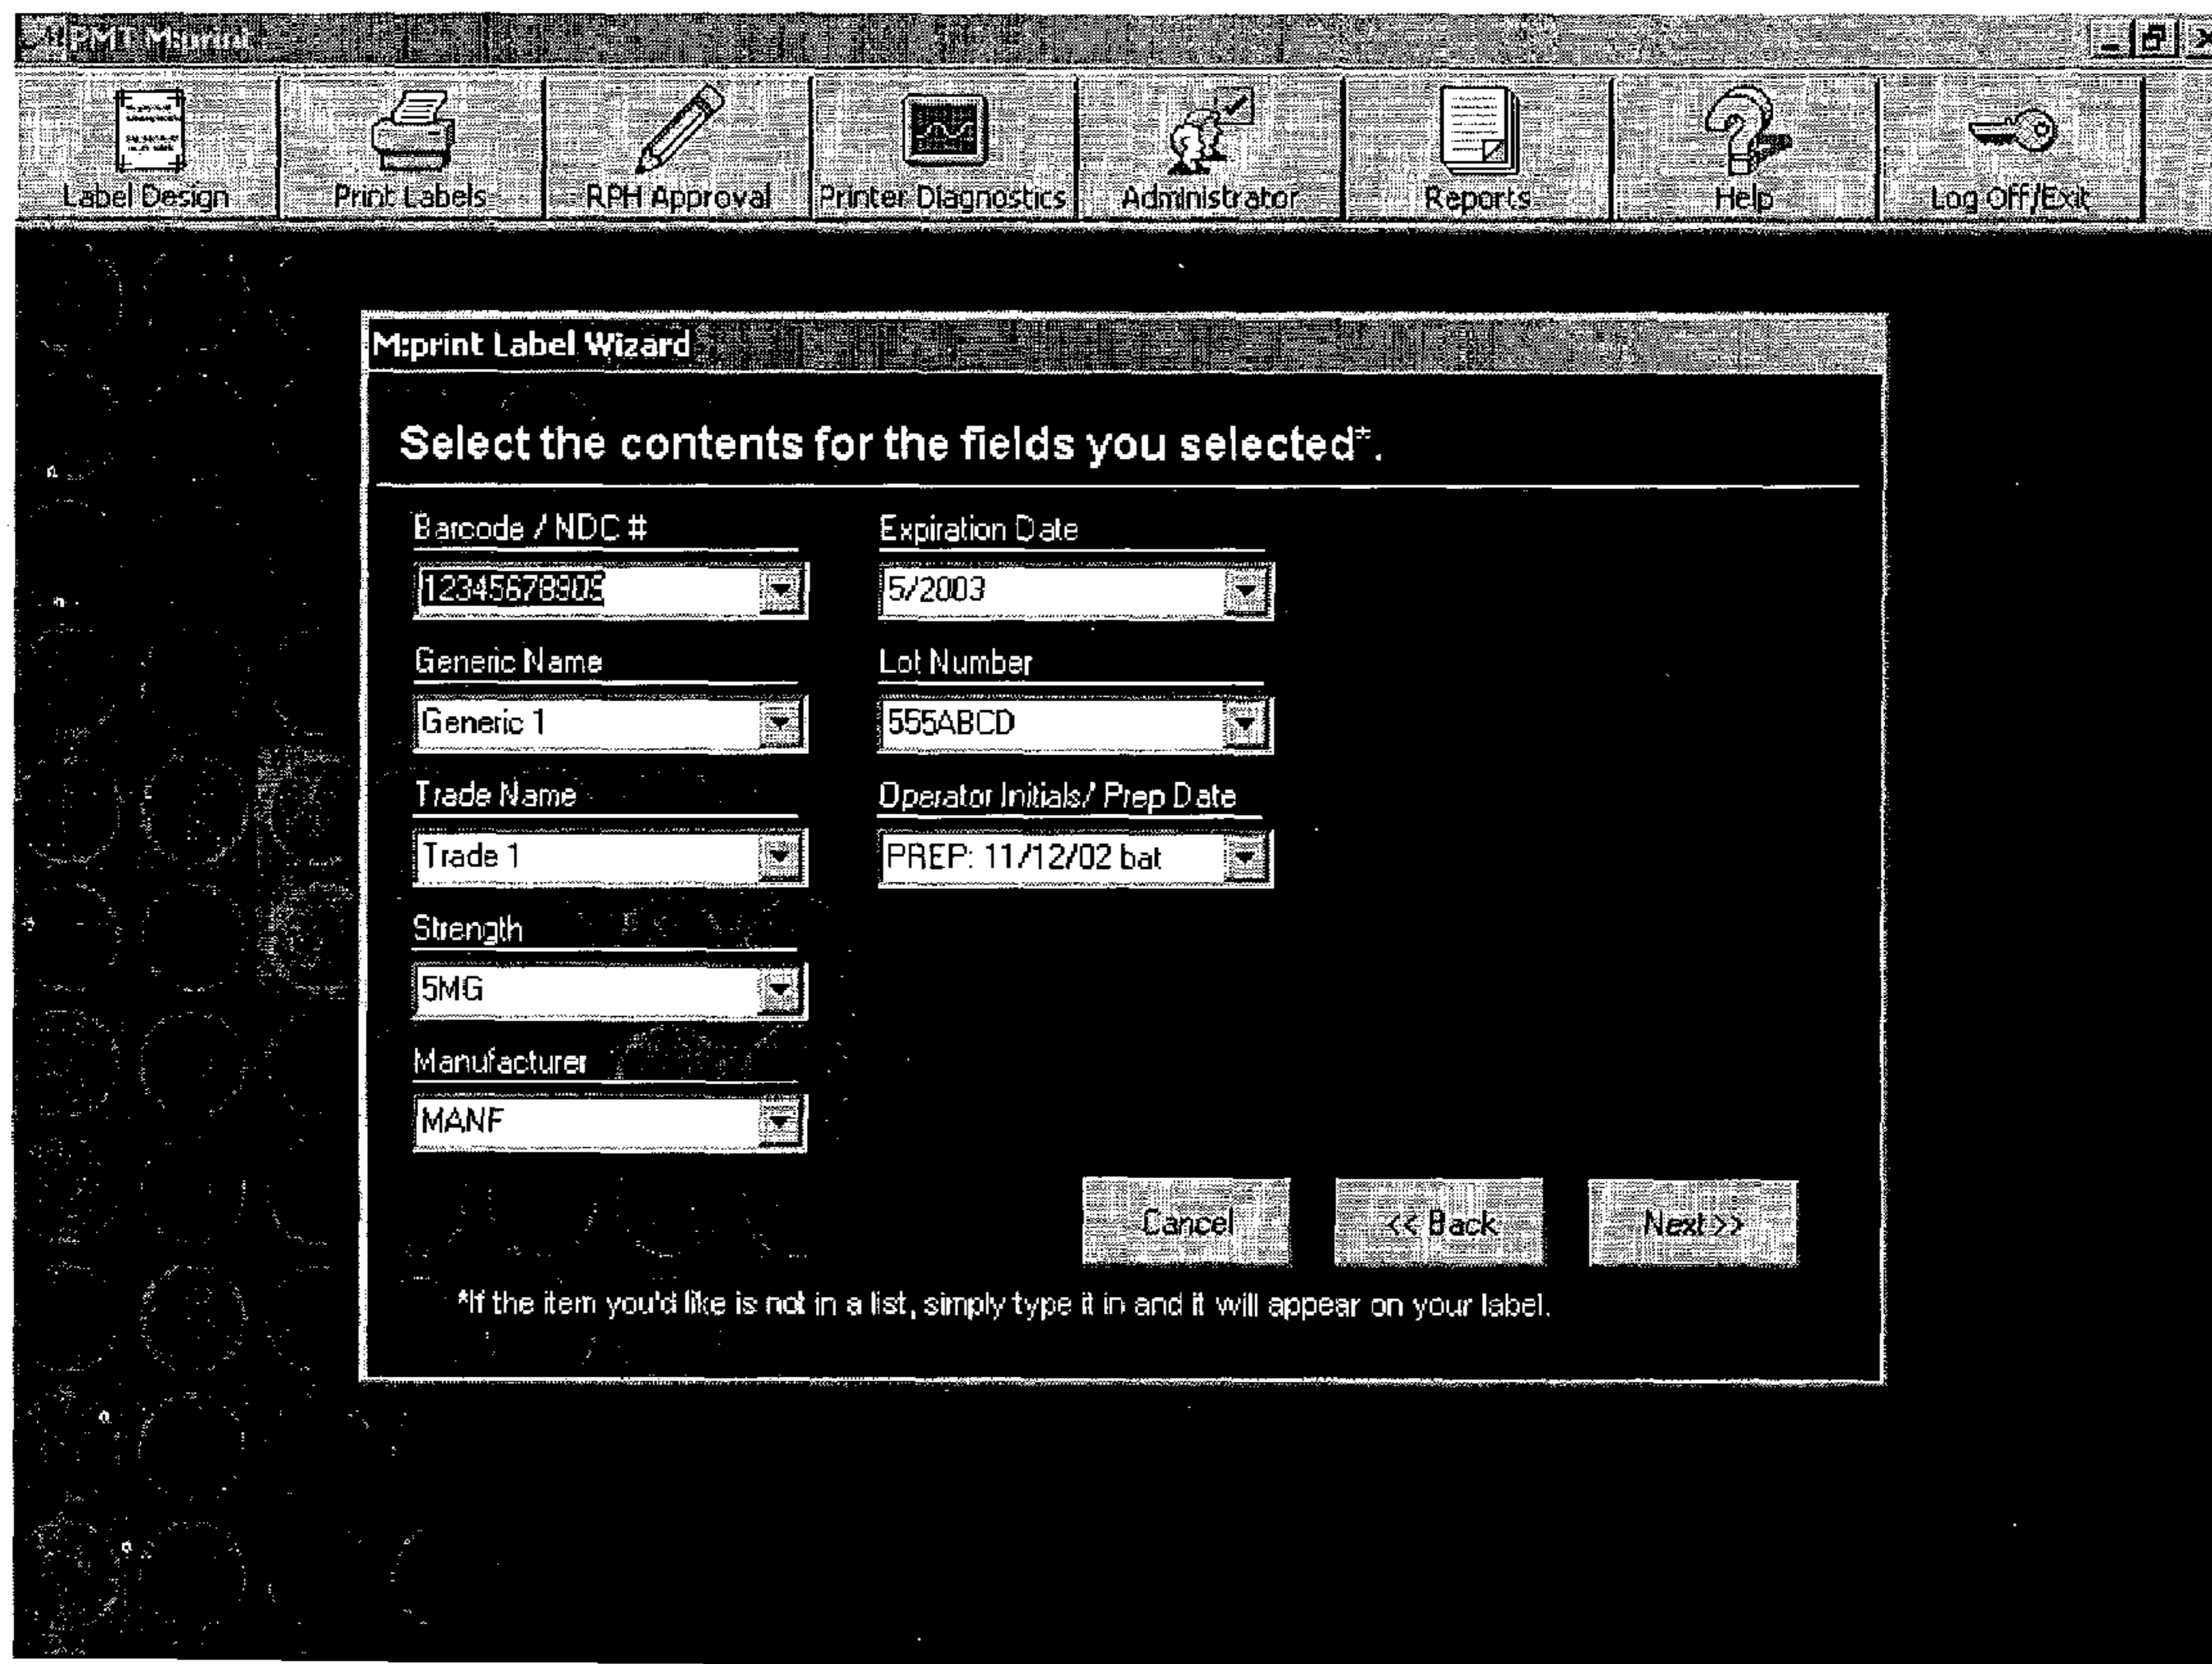 PMT M:print
Label Design
Print Labels
RPH Approval
Printer Diagnostics
Administrator
Reports
Help
Log Off/Exit
M:print Label Wizard
Select the contents for the fields you selected*.
Barcode / NDC #
Expiration Date
5/2003
Generic Name
Lot Number
Generic 1
555ABCD
Trade Name
Operator Initials/ Prep Date
Trade 1
PREP: 11/12/02 bat
Strength
5MG
Manufacturer
MANF
Cancel
<< Back
Next >>
*If the item you'd like is not in a list, simply type it in and it will appear on your label.